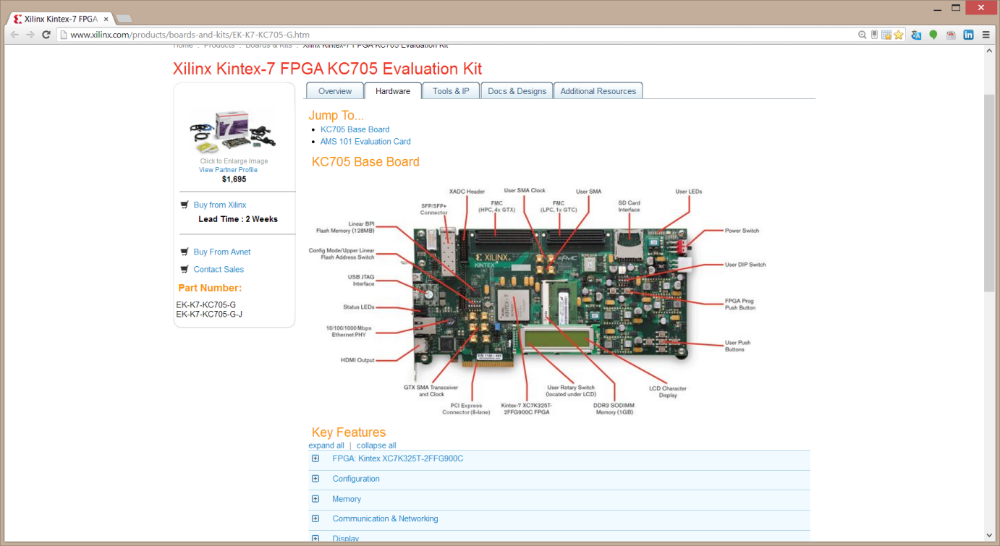 Xilinx Kintex-7 FPGA
www.xilinx.com/products/boards-and-kits/EK-K7-KC705-G.htm
Home : Products : Boards & Kits : Xilinx Kintex-7 FPGA KC705 Evaluation Kit
Xilinx Kintex-7 FPGA KC705 Evaluation Kit
Overview Hardware Tools & IP Docs & Designs Additional Resources
Click to Enlarge Image
View Partner Profile
$1,695
Buy from Xilinx
Lead Time : 2 Weeks
Buy From Avnet
Contact Sales
Part Number:
EK-K7-KC705-G
EK-K7-KC705-G-J
Jump To...
KC705 Base Board
AMS 101 Evaluation Card
KC705 Base Board
XADC Header
User SMA Clock
User SMA
User LEDs
SFP/SFP+
Connector
FMC
(HPC, 4x GTX)
FMC
(LPC, 1x GTC)
SD Card
Interface
Linear BPI
Flash Memory (128MB)
Power Switch
Config Mode/Upper Linear
Flash Address Switch
XILINX
KINTEX
FMC
User DIP Switch
USB JTAG
Interface
KINTEX-7
FPGA Prog
Push Button
Status LEDs
10/100/1000 Mbps
Ethernet PHY
User Push
Buttons
HDMI Output
GTX SMA Transceiver
and Clock
User Rotary Switch
(located under LCD)
LCD Character
Display
PCI Express
Connector (8-lane)
Kintex-7 XC7K325T-
2FFG900C FPGA
DDR3 SODIMM
Memory (1GB)
Key Features
expand all | collapse all
FPGA: Kintex XC7K325T-2FFG900C
Configuration
Memory
Communication & Networking
Display